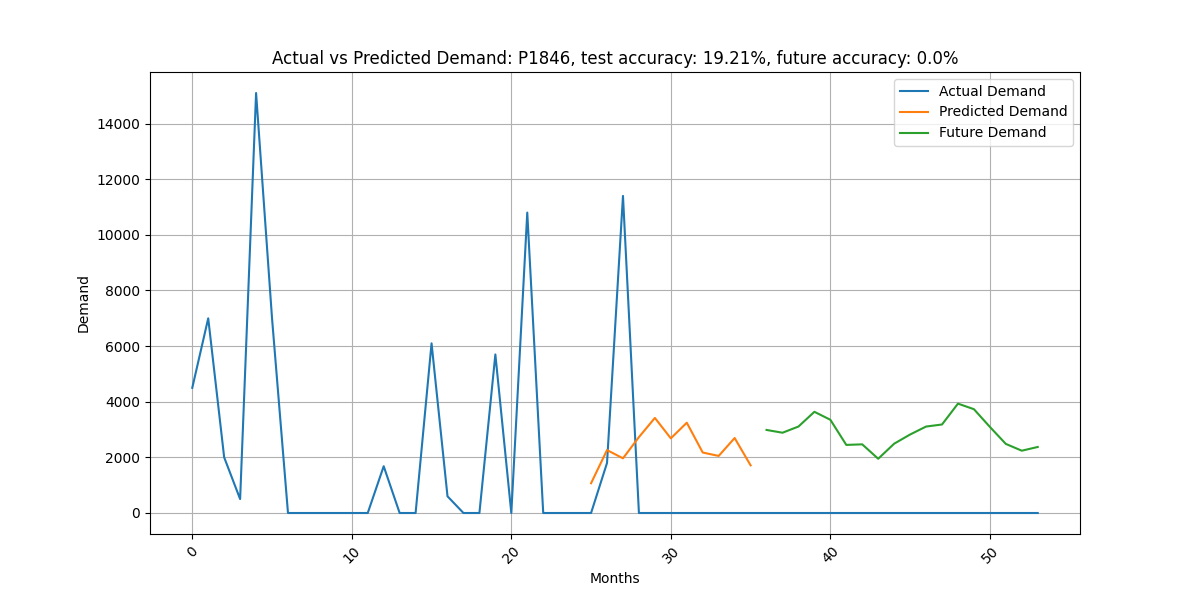 Actual vs Predicted Demand: P1846, test accuracy: 19.21%, future accuracy: 0.0%
Actual Demand
Predicted Demand
Future Demand
14000
12000
10000
8000
6000
4000
2000
0
Demand
0 10 20 30 40 50
Months